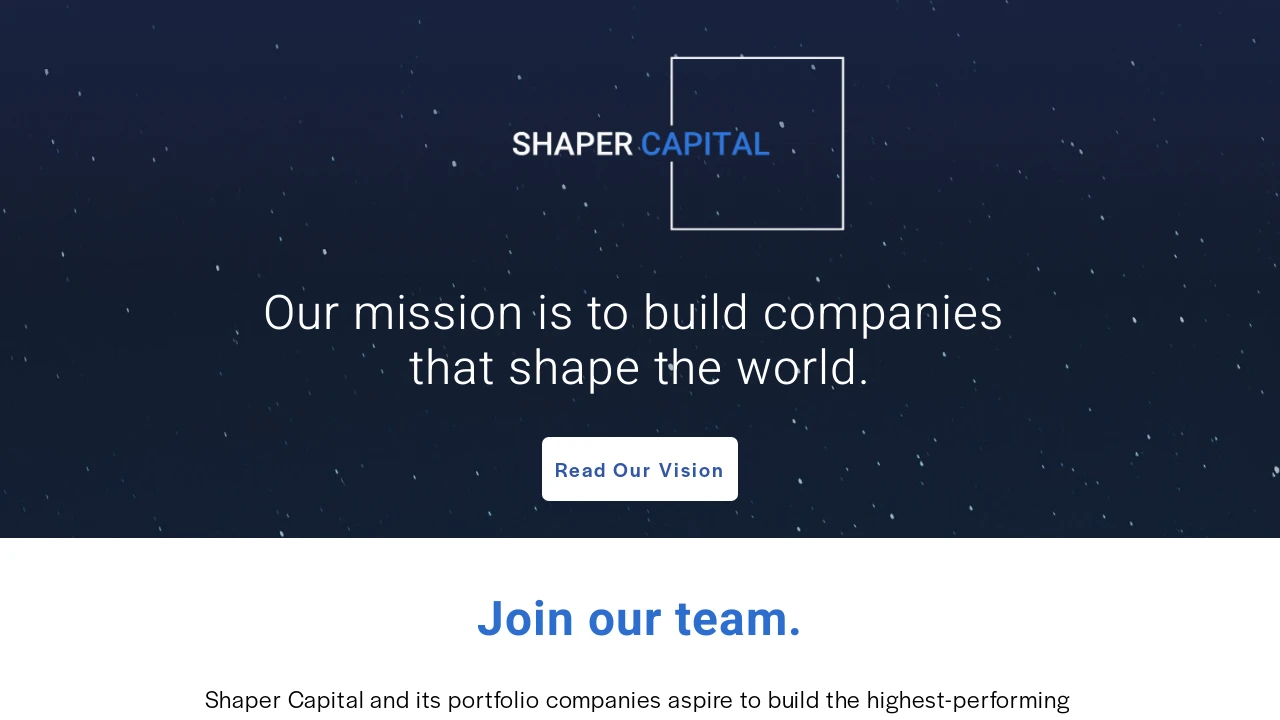 SHAPER CAPITAL
Our mission is to build companies
that shape the world.
Read Our Vision
Join our team.
Shaper Capital and its portfolio companies aspire to build the highest-performing